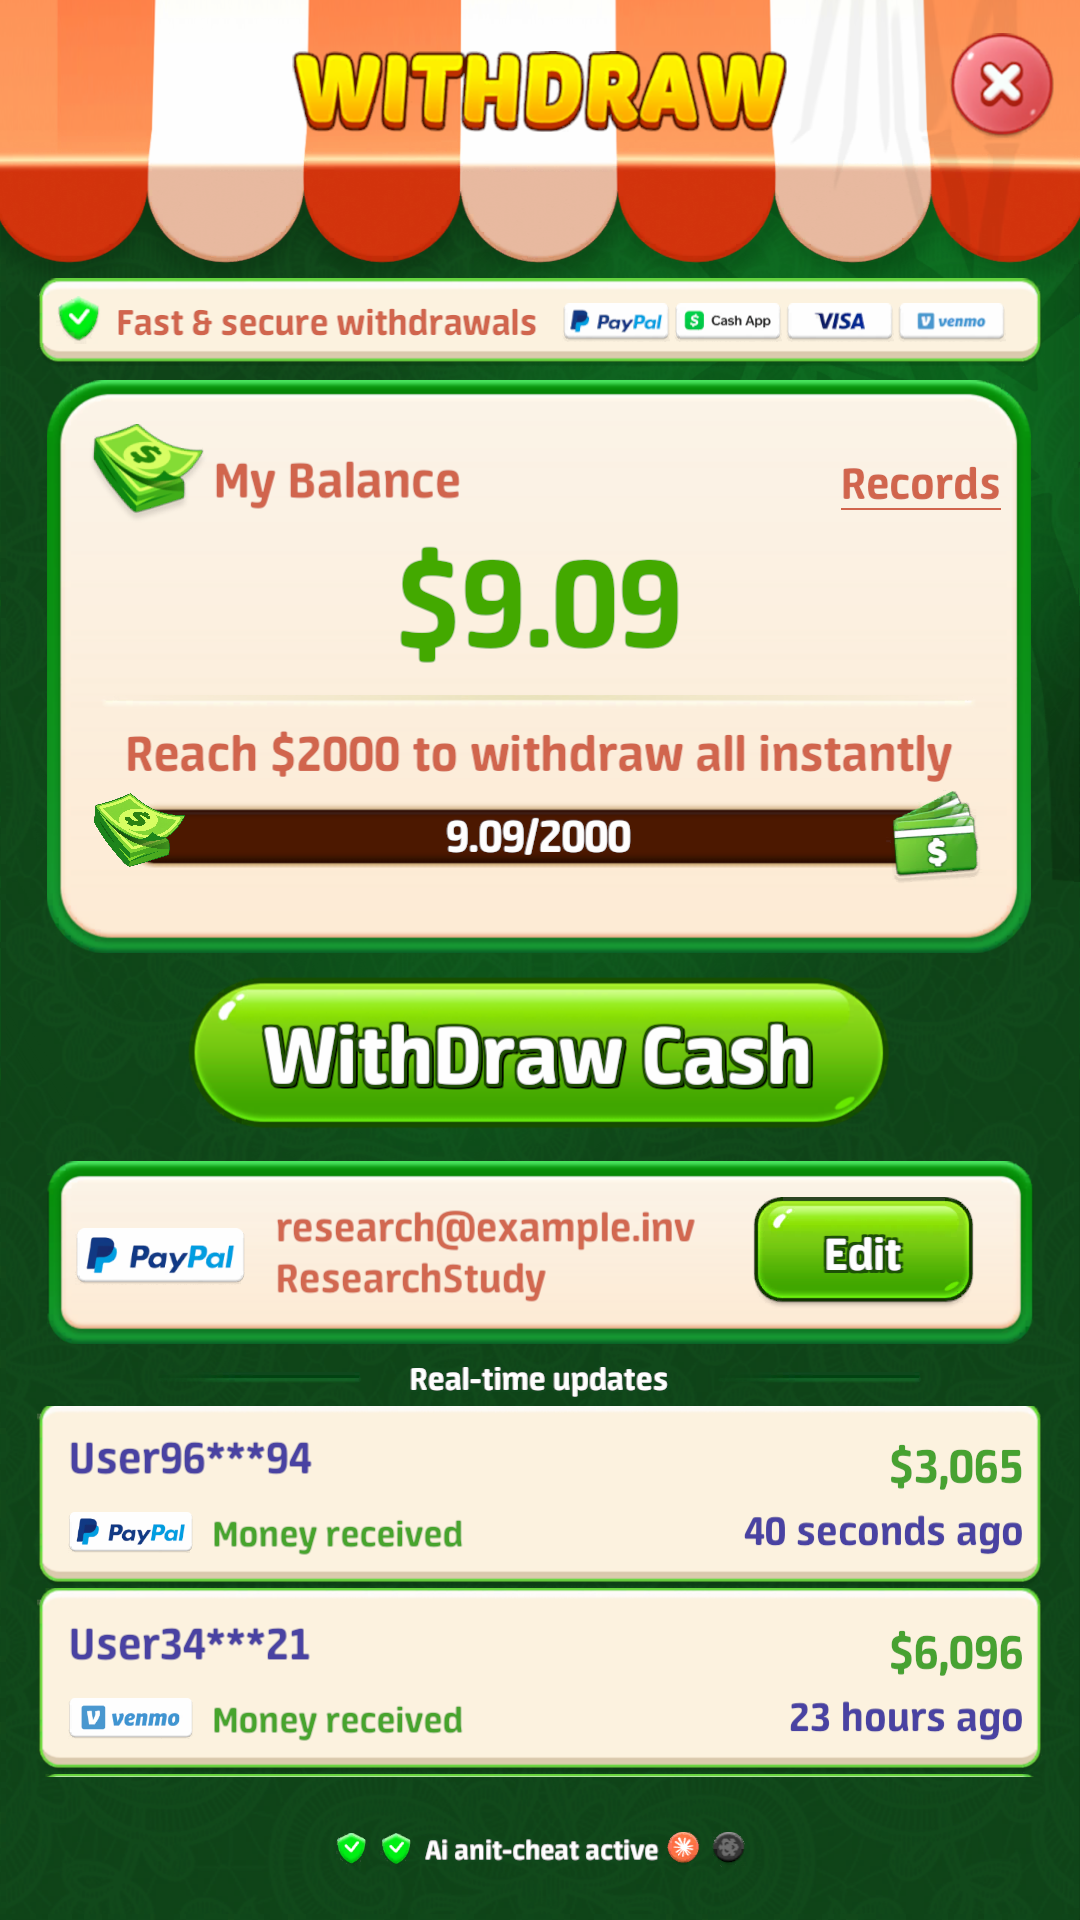 WITHDRAW
Fast & secure withdrawals
PayPal
Cash App
VISA
venmo
My Balance
Records
$9.09
Reach $2000 to withdraw all instantly
9.09/2000
WithDraw Cash
PayPal
research@example.inv
ResearchStudy
Edit
Real-time updates
User96***94
$3,065
PayPal
Money received
40 seconds ago
User34***21
$6,096
venmo
Money received
23 hours ago
Ai anit-cheat active